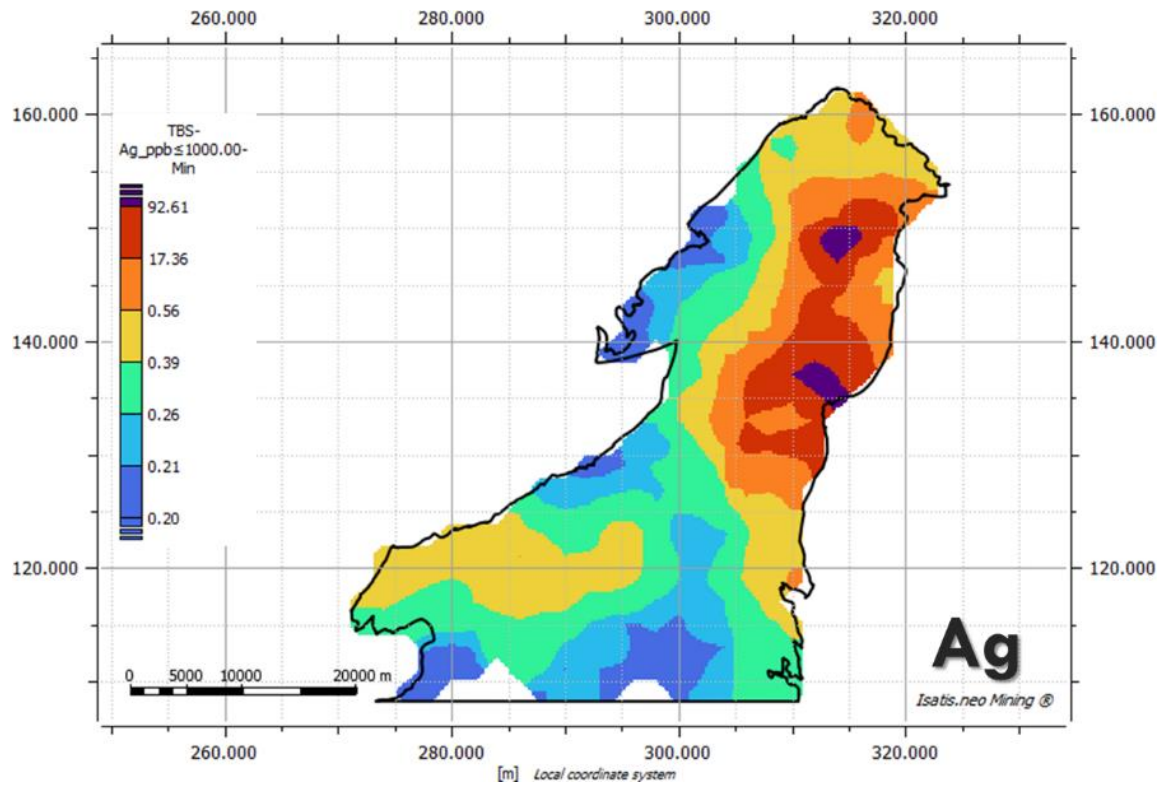 260.000 280.000 300.000 320.000
160.000 160.000
TBS-
Ag_ppb≤1000.00-
Min
92.61
17.36
0.56
0.39
0.26
0.21
0.20
140.000 140.000
120.000 120.000
0 5000 10000 20000 m
Ag
Isatis.neo Mining ®
260.000 280.000 300.000 320.000
[m] Local coordinate system